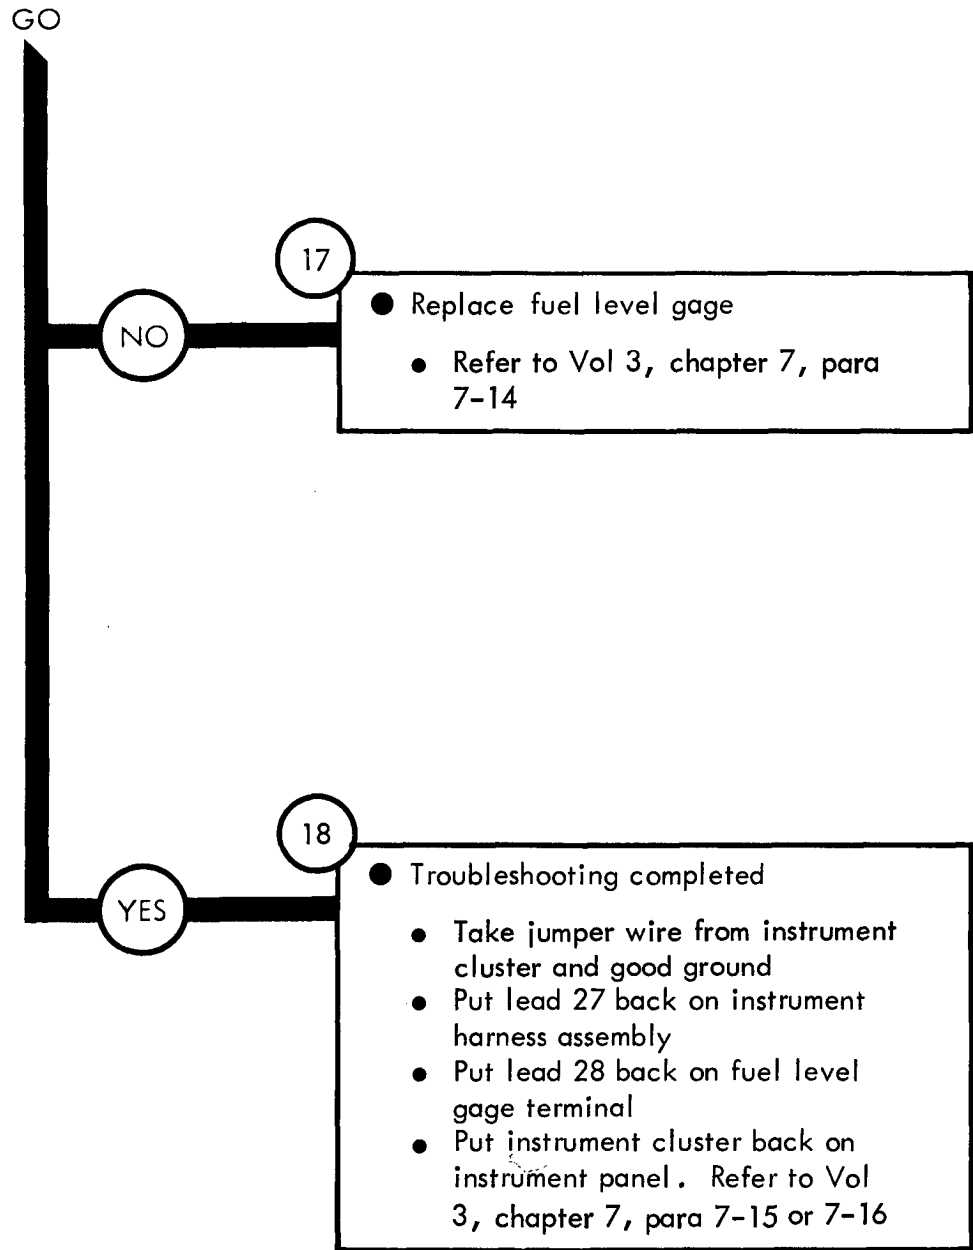 GO
17
● Replace fuel level gage
NO
● Refer to Vol 3, chapter 7, para
7-14
18
● Troubleshooting completed
YES
● Take jumper wire from instrument
cluster and good ground
● Put lead 27 back on instrument
harness assembly
● Put lead 28 back on fuel level
gage terminal
● Put instrument cluster back on
instrument panel. Refer to Vol
3, chapter 7, para 7-15 or 7-16